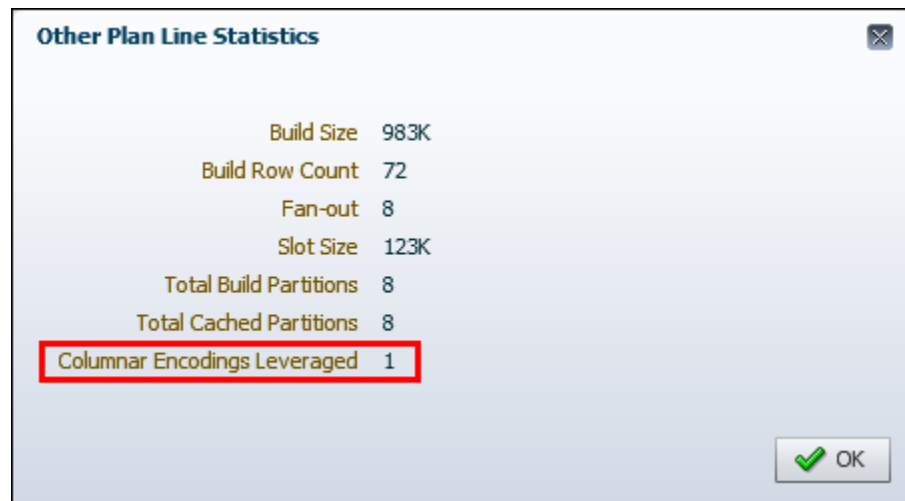 Other Plan Line Statistics
Build Size 983K
Build Row Count 72
Fan-out 8
Slot Size 123K
Total Build Partitions 8
Total Cached Partitions 8
Columnar Encodings Leveraged 1
OK